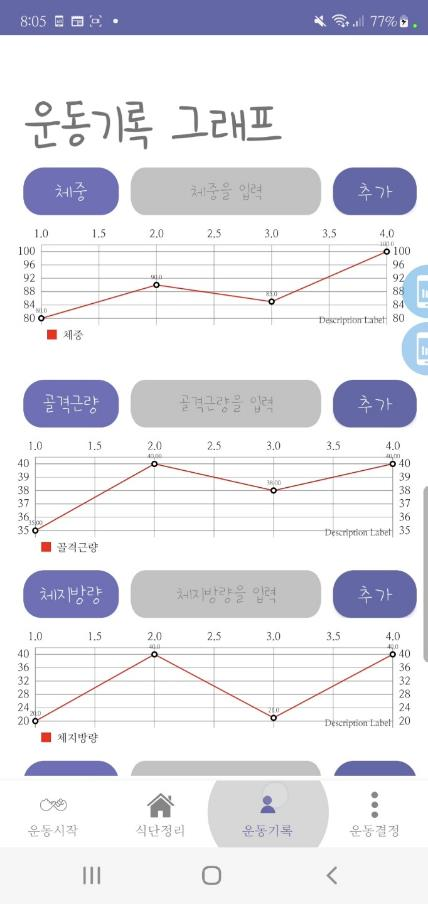 8:05 77%
운동기록 그래프
체중 체중을 입력 추가
1,0 1,5 2,0 2,5 3,0 3,5 4,0
100 100
96 96
92 92
88 88
84 84
80 80
80,0 90,0 85,0 100,0
Description Label
체중
골격근량 골격근량을 입력 추가
1,0 1,5 2,0 2,5 3,0 3,5 4,0
40 40
39 39
38 38
37 37
36 36
35 35
35,00 40,00 38,00 40,00
Description Label
골격근량
체지방량 체지방량을 입력 추가
1,0 1,5 2,0 2,5 3,0 3,5 4,0
40 40
36 36
32 32
28 28
24 24
20 20
20,0 40,0 21,0 40,0
Description Label
체지방량
운동시작 식단정리 운동기록 운동결정